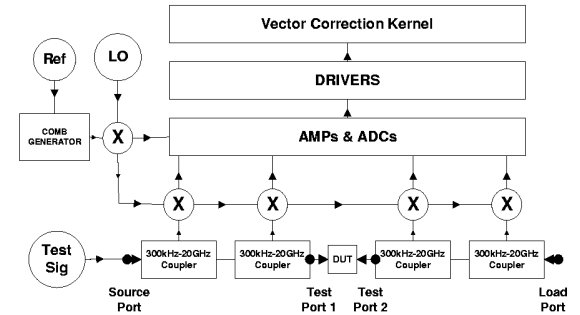 Vector Correction Kernel
Ref
LO
DRIVERS
COMB
GENERATOR
X
AMPs & ADCs
X
X
X
X
Test
Sig
300kHz-20GHz
Coupler
300kHz-20GHz
Coupler
DUT
300kHz-20GHz
Coupler
300kHz-20GHz
Coupler
Source
Port
Test
Port 1
Test
Port 2
Load
Port